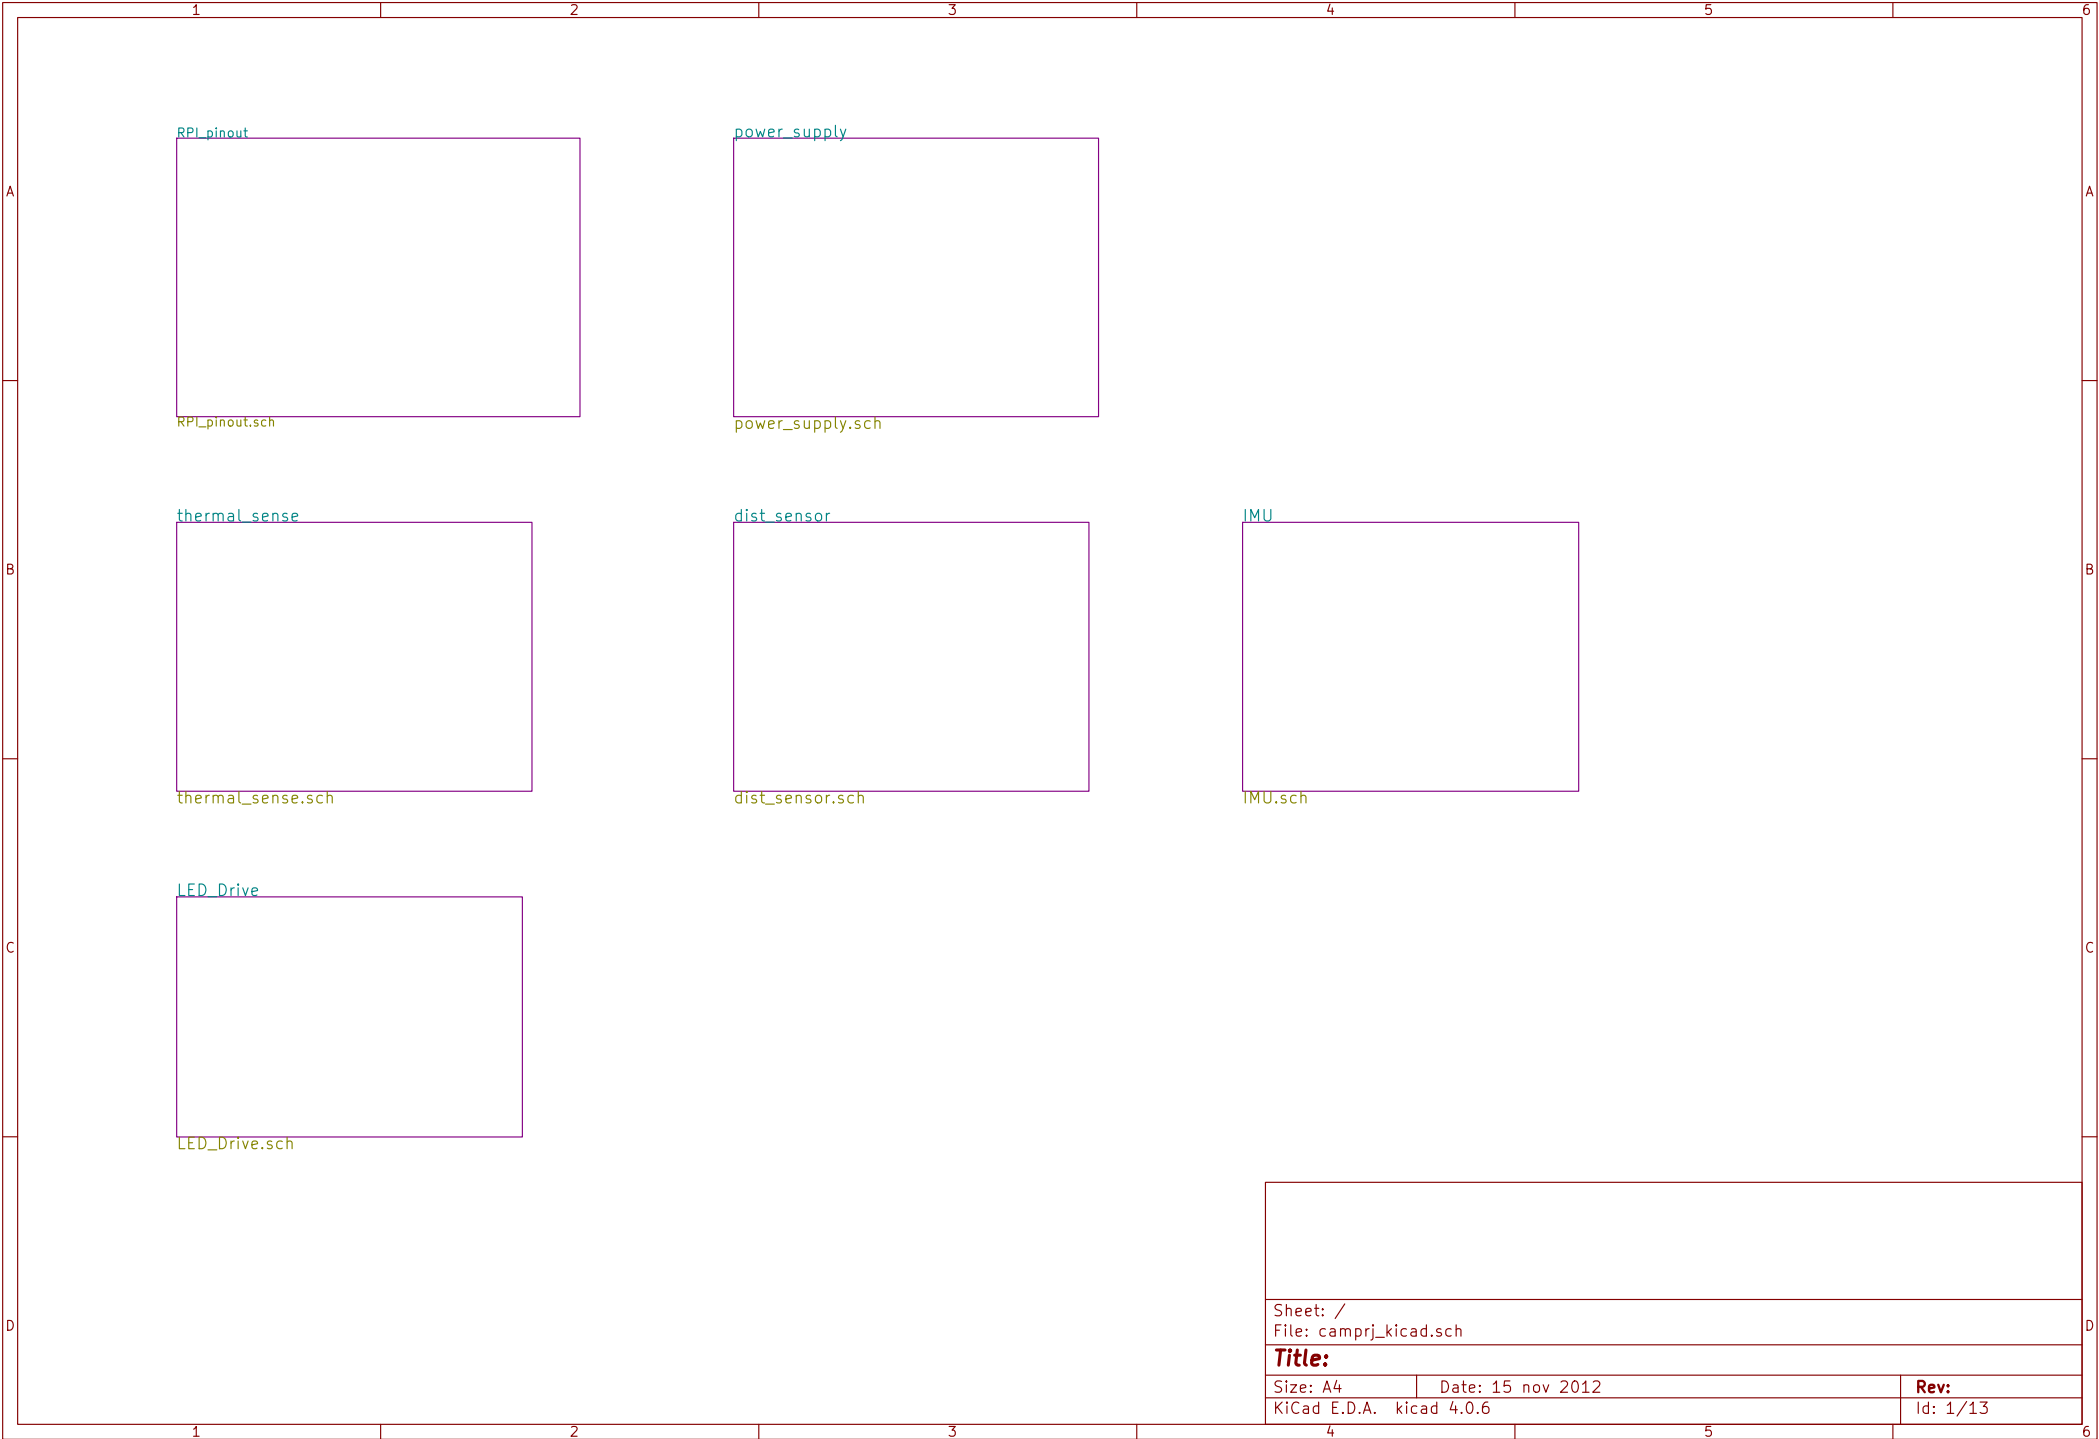 1 2 3 4 5 6
RPI_pinout
power_supply
A A
RPI_pinout.sch
power_supply.sch
thermal_sense
dist_sensor
IMU
B B
thermal_sense.sch
dist_sensor.sch
IMU.sch
LED_Drive
C C
LED_Drive.sch
Sheet: /
D D
File: camprj_kicad.sch
Title:
Size: A4
Date: 15 nov 2012
Rev:
KiCad E.D.A. kicad 4.0.6
Id: 1/13
1 2 3 4 5 6